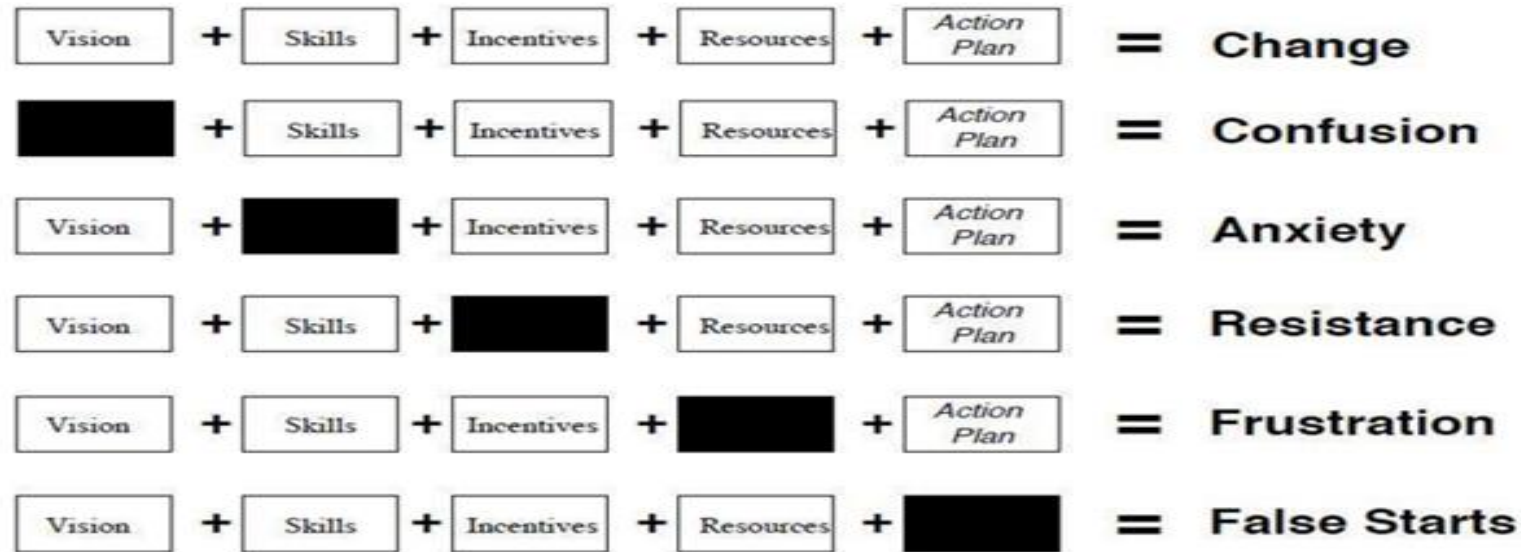 Vision + Skills + Incentives + Resources + Action Plan = Change
+ Skills + Incentives + Resources + Action Plan = Confusion
Vision + + Incentives + Resources + Action Plan = Anxiety
Vision + Skills + + Resources + Action Plan = Resistance
Vision + Skills + Incentives + + Action Plan = Frustration
Vision + Skills + Incentives + Resources + = False Starts